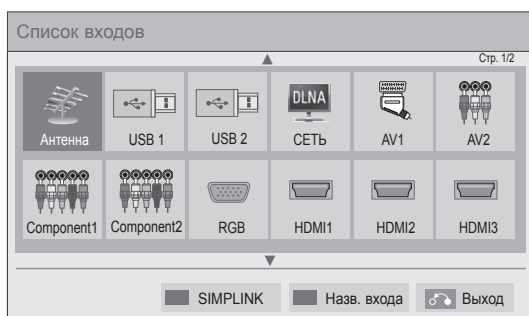 Список входов
Стр. 1/2
DLNA
Антенна USB 1 USB 2 СЕТЬ AV1 AV2
Component1 Component2 RGB HDMI1 HDMI2 HDMI3
SIMPLINK Назв. входа Выход